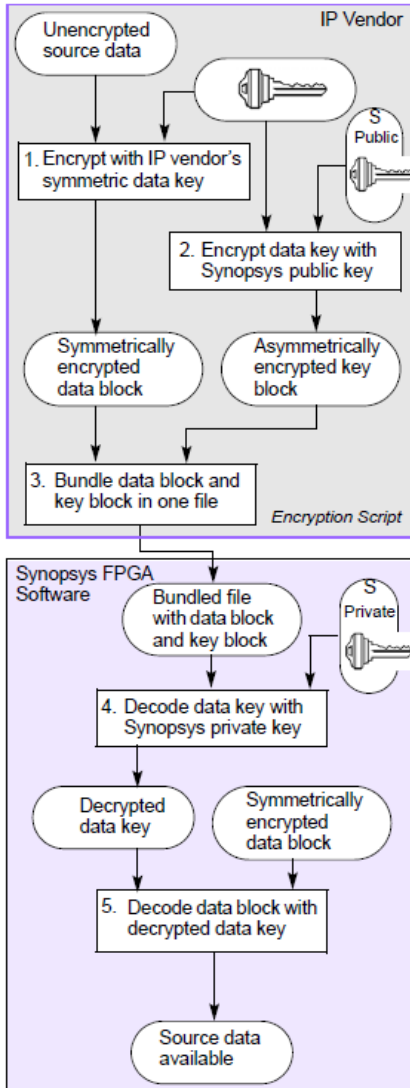 IP Vendor
Unencrypted
source data
S
Public
1. Encrypt with IP vendor's
symmetric data key
2. Encrypt data key with
Synopsys public key
Symmetrically
encrypted
data block
Asymmetrically
encrypted key
block
3. Bundle data block and
key block in one file
Encryption Script
Synopsys FPGA
Software
S
Private
Bundled file
with data block
and key block
4. Decode data key with
Synopsys private key
Decrypted
data key
Symmetrically
encrypted
data block
5. Decode data block with
decrypted data key
Source data
available